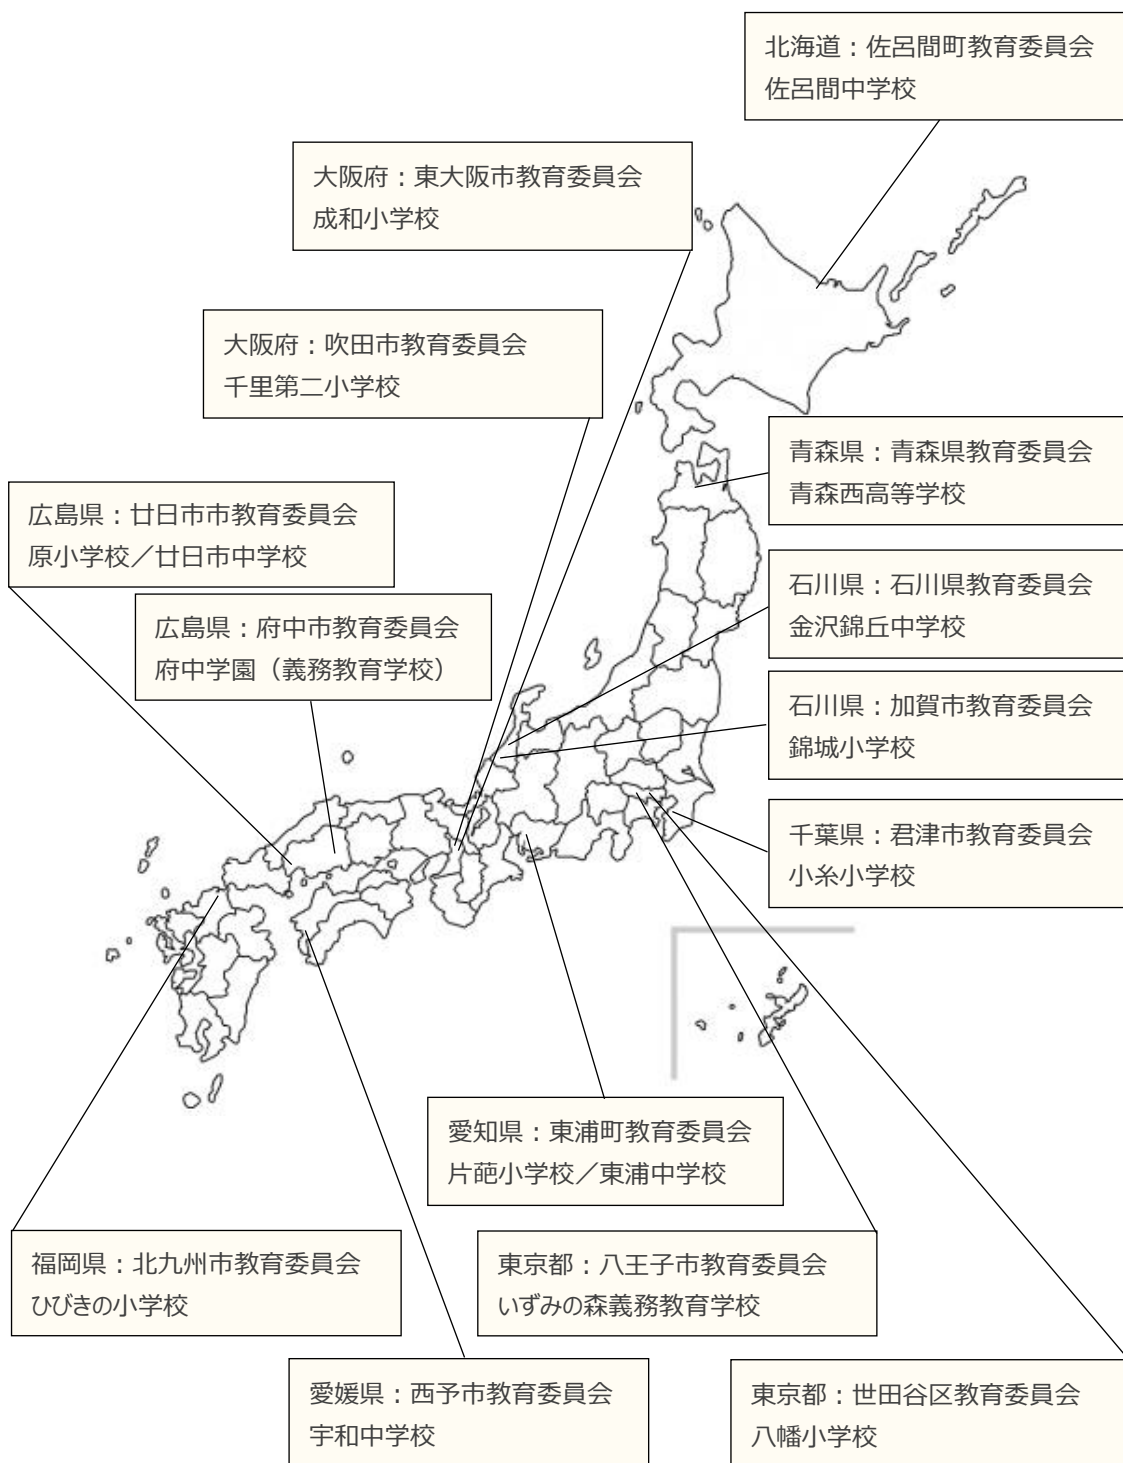 北海道：佐呂間町教育委員会
佐呂間中学校
大阪府：東大阪市教育委員会
成和小学校
大阪府：吹田市教育委員会
千里第二小学校
青森県：青森県教育委員会
青森西高等学校
広島県：廿日市市教育委員会
原小学校／廿日市中学校
石川県：石川県教育委員会
金沢錦丘中学校
広島県：府中市教育委員会
府中学園（義務教育学校）
石川県：加賀市教育委員会
錦城小学校
千葉県：君津市教育委員会
小糸小学校
愛知県：東浦町教育委員会
片葩小学校／東浦中学校
福岡県：北九州市教育委員会
ひびきの小学校
東京都：八王子市教育委員会
いずみの森義務教育学校
愛媛県：西予市教育委員会
宇和中学校
東京都：世田谷区教育委員会
八幡小学校